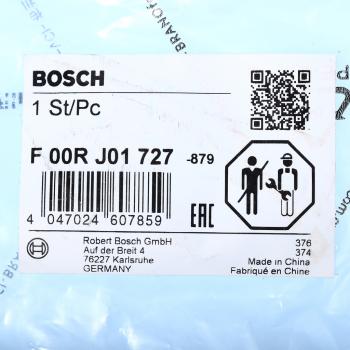 BOSCH
1 St/Pc
F 00R J01 727 -879
4 047024 607859
EAC
Robert Bosch GmbH
Auf der Breit 4
76227 Karlsruhe
GERMANY
376
374
Made in China
Fabriqué en Chine